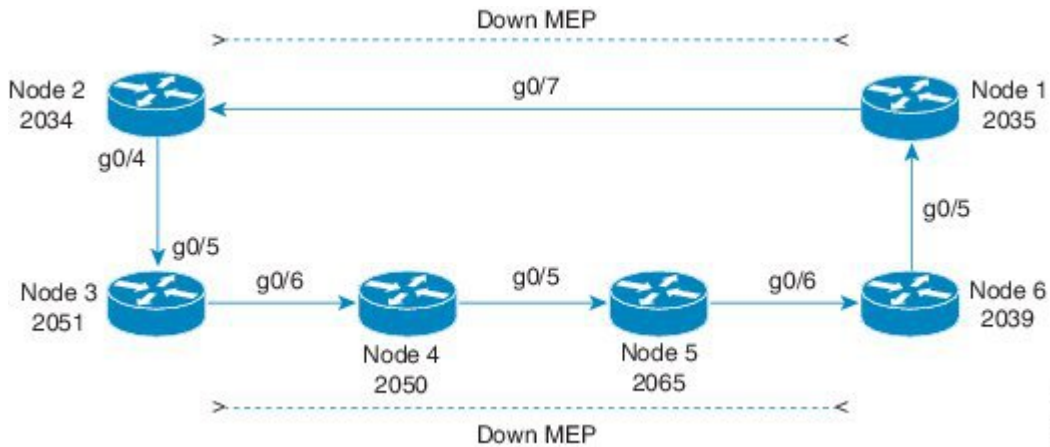 Down MEP
Node 2
2034
g0/7
Node 1
2035
g0/4
g0/5
g0/5
Node 3
2051
g0/6
g0/5
g0/6
Node 6
2039
Node 4
2050
Node 5
2065
Down MEP